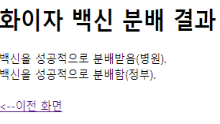 화이자 백신 분배 결과
백신을 성공적으로 분배받음(병원).
백신을 성공적으로 분배함(정부).
<--이전 화면